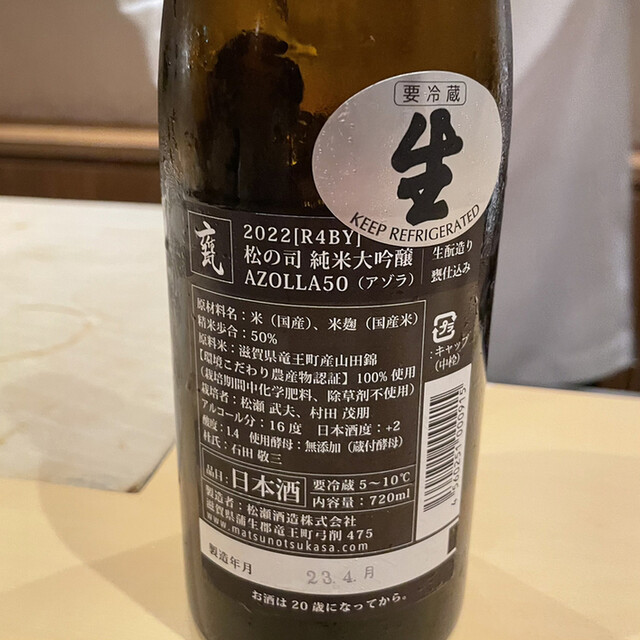 要冷蔵
生
KEEP REFRIGERATED
甕
2022[R4BY]
松の司 純米大吟醸
AZOLLA50（アゾラ）
生酛造り
甕仕込み
原材料名：米（国産）、米麹（国産米）
精米歩合：50%
原料米：滋賀県竜王町産山田錦
【環境こだわり農産物認証】100%使用
（栽培期間中化学肥料、除草剤不使用）
栽培者：松瀬 武夫、村田 茂朋
アルコール分：16度 日本酒度：+2
酸度：1.4 使用酵母：無添加（蔵付酵母）
杜氏：石田 敬三
プラ
：キャップ
（中栓）
品目：日本酒
要冷蔵 5〜10℃
内容量：720ml
製造者：松瀬酒造株式会社
滋賀県蒲生郡竜王町弓削475
www.matsunotsukasa.com
4560251000915
製造年月
23.4.月
お酒は20歳になってから。